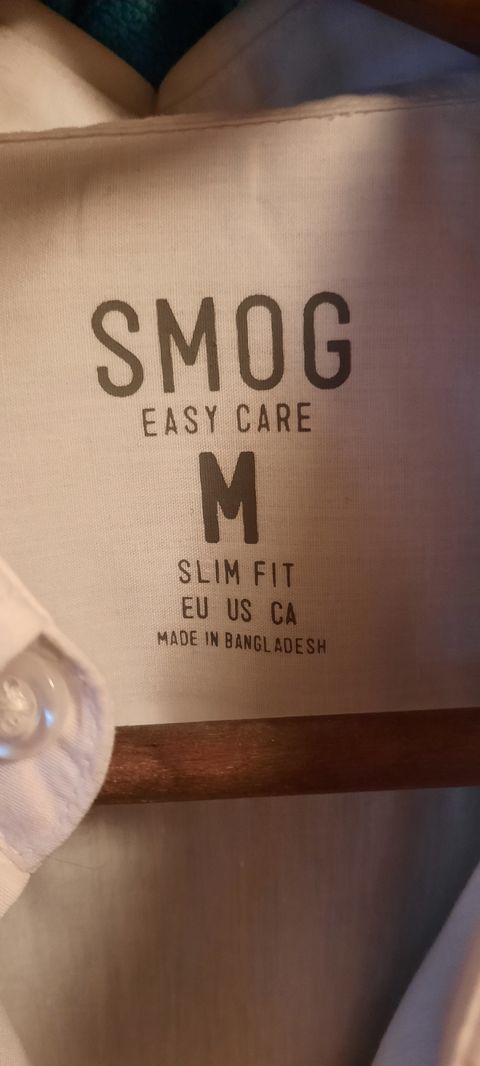 SMOG
EASY CARE
M
SLIM FIT
EU US CA
MADE IN BANGLADESH